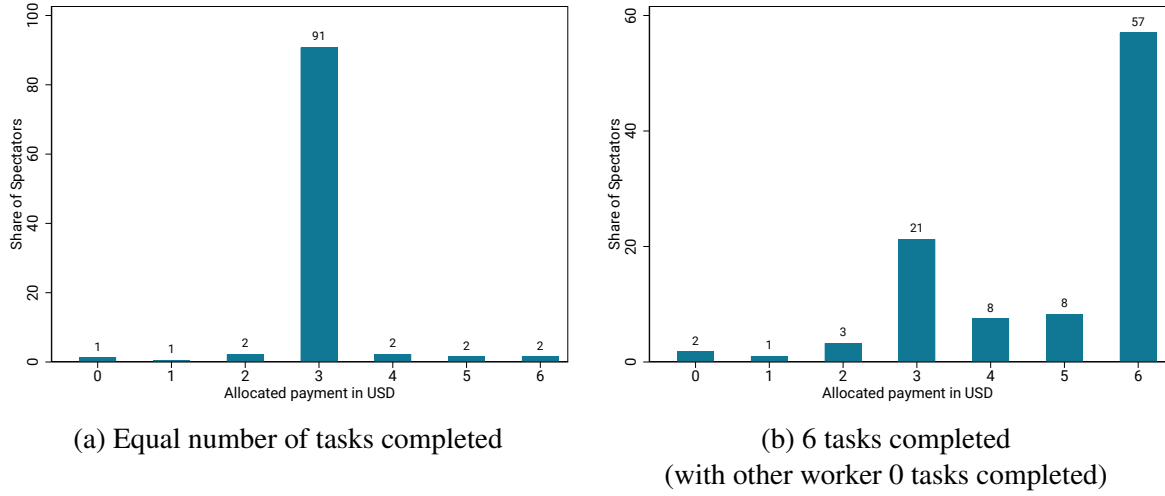 100
80
60
40
20
0
Share of Spectators
1
1
2
91
2
2
2
0 1 2 3 4 5 6
Allocated payment in USD
(a) Equal number of tasks completed
60
40
20
0
Share of Spectators
2
1
3
21
8
8
57
0 1 2 3 4 5 6
Allocated payment in USD
(b) 6 tasks completed
(with other worker 0 tasks completed)